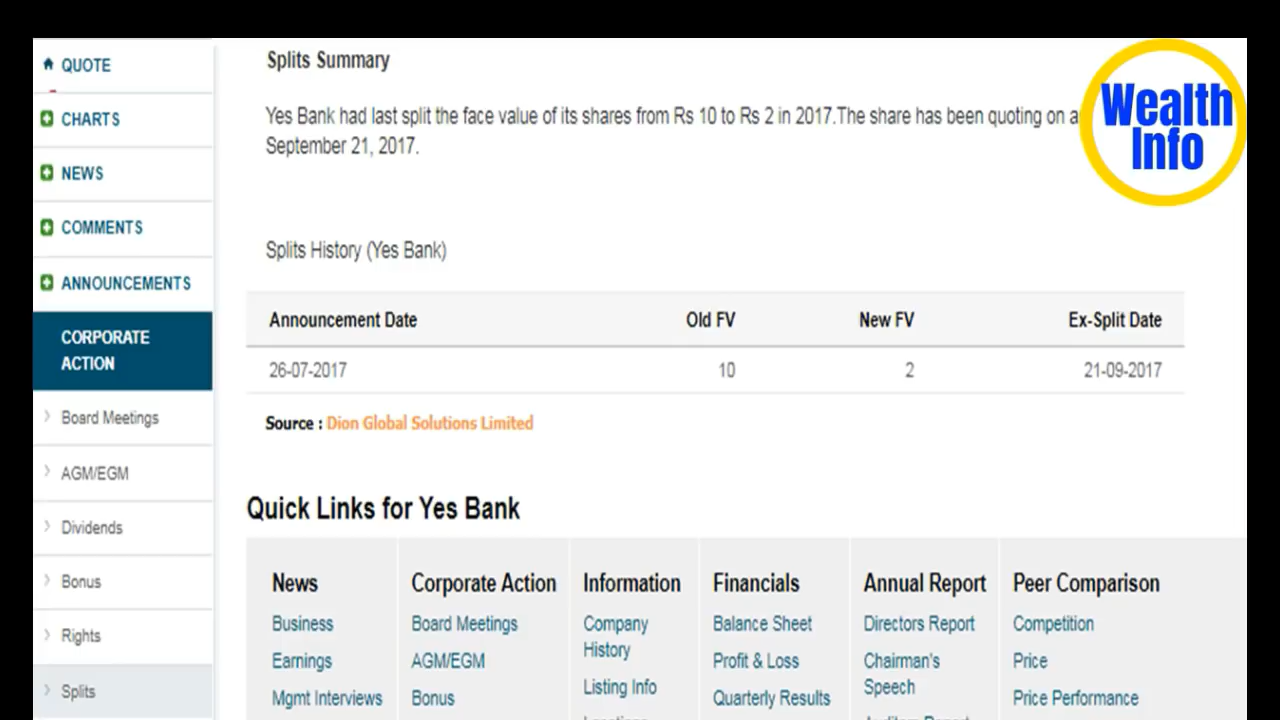 QUOTE
CHARTS
NEWS
COMMENTS
ANNOUNCEMENTS
CORPORATE
ACTION
Board Meetings
AGM/EGM
Dividends
Bonus
Rights
Splits
Splits Summary
Yes Bank had last split the face value of its shares from Rs 10 to Rs 2 in 2017.The share has been quoting on a
September 21, 2017.
Wealth
Info
Splits History (Yes Bank)
Announcement Date Old FV New FV Ex-Split Date
26-07-2017 10 2 21-09-2017
Source : Dion Global Solutions Limited
Quick Links for Yes Bank
News Corporate Action Information Financials Annual Report Peer Comparison
Business Board Meetings Company Balance Sheet Directors Report Competition
History
Earnings AGM/EGM Profit & Loss Chairman's Price
Speech
Listing Info
Mgmt Interviews Bonus Quarterly Results Price Performance